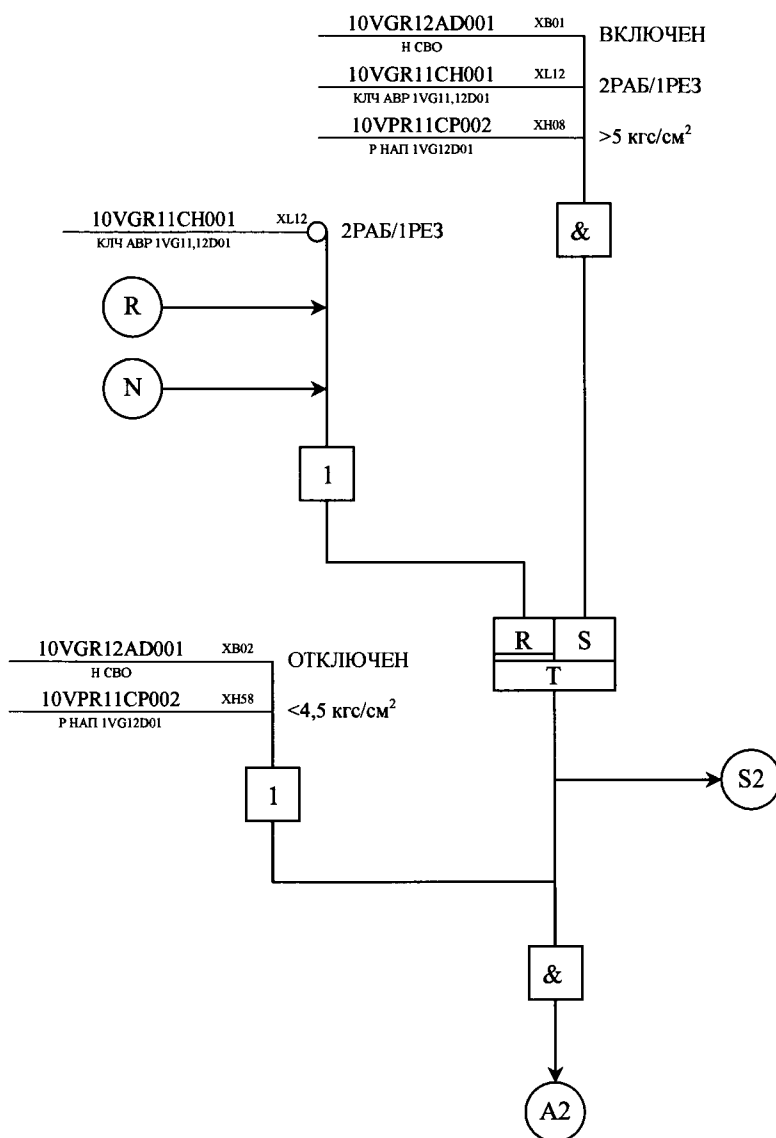 10VGR12AD001 XB01 ВКЛЮЧЕН
Н СВО
10VGR11CH001 XL12 2РАБ/1РЕЗ
КЛЧ АВР 1VG11,12D01
10VPR11CP002 XH08 >5 кгс/см²
Р НАП 1VG12D01
&
10VGR11CH001 XL12 2РАБ/1РЕЗ
КЛЧ АВР 1VG11,12D01
R
N
1
R S
T
10VGR12AD001 XB02 ОТКЛЮЧЕН
Н СВО
10VPR11CP002 XH58 <4,5 кгс/см²
Р НАП 1VG12D01
1
S2
&
A2